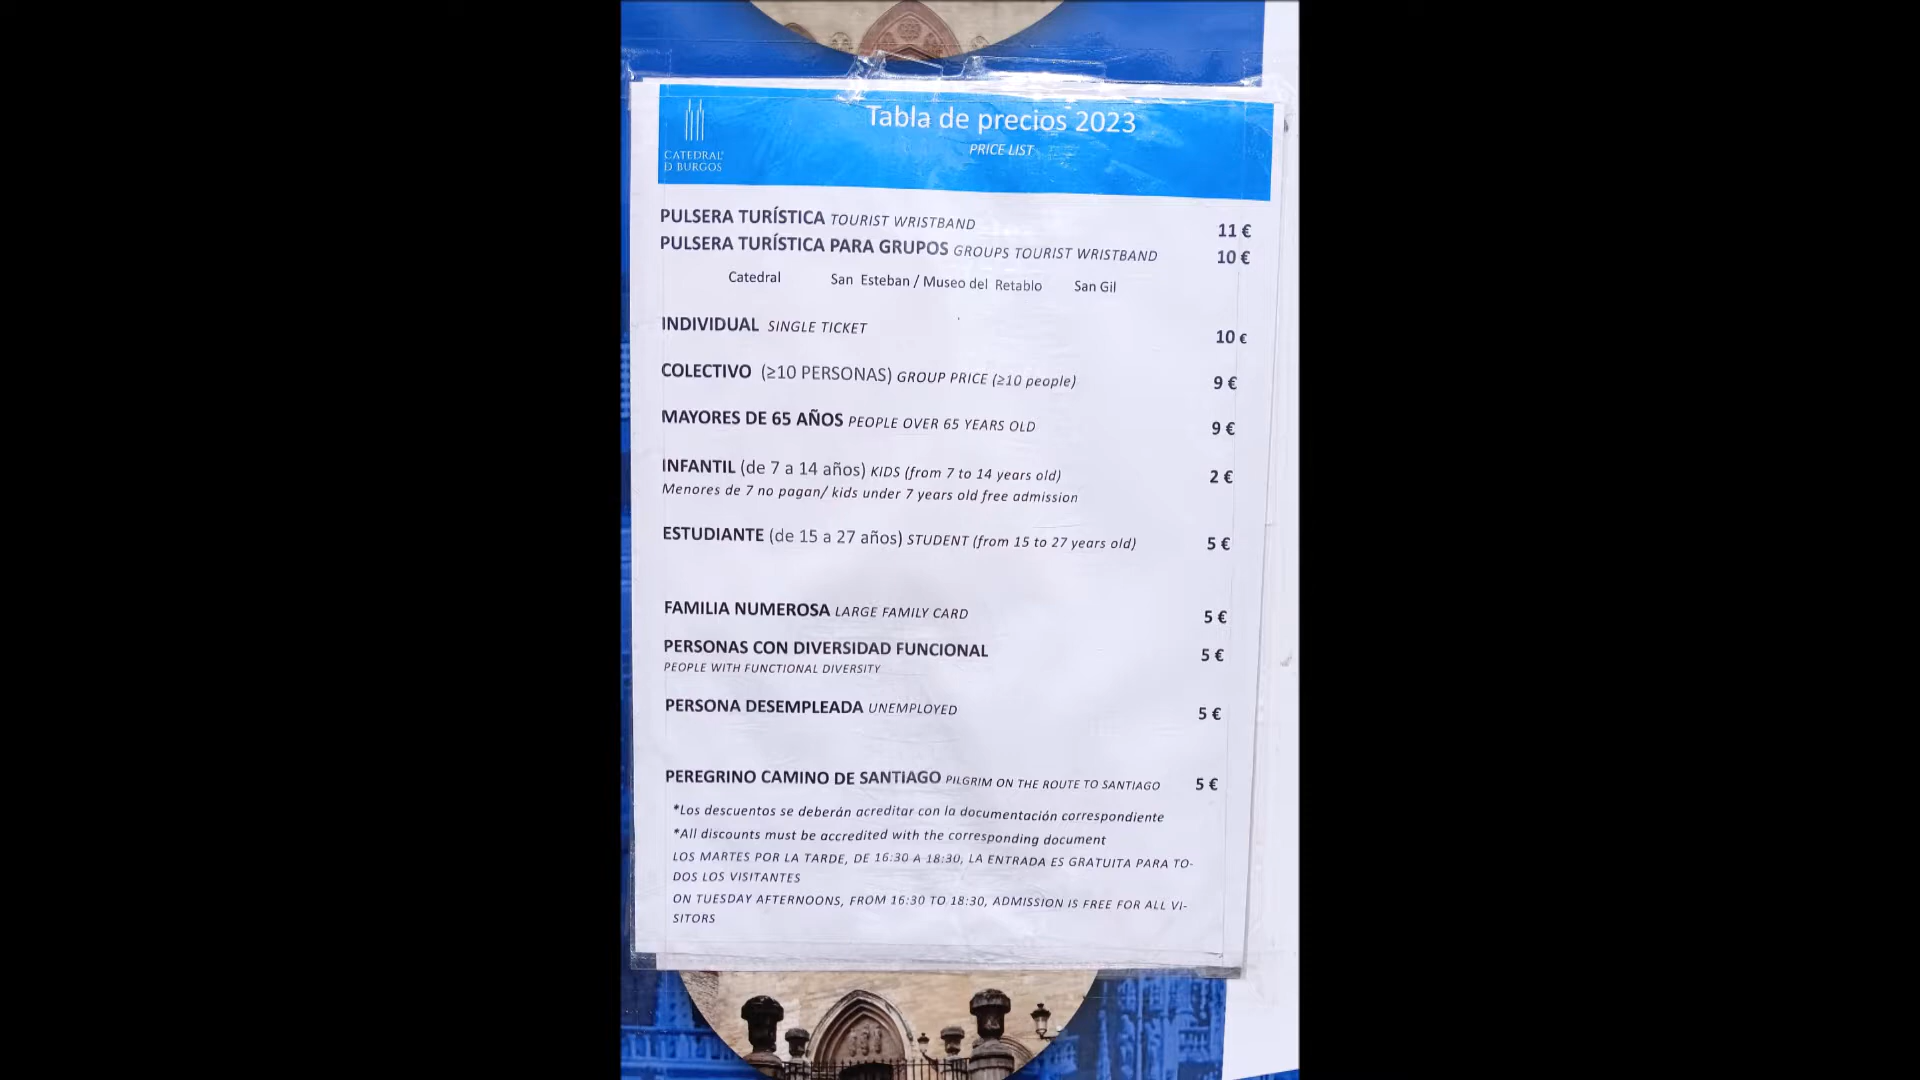 CATEDRAL
D BURGOS
Tabla de precios 2023
PRICE LIST
PULSERA TURÍSTICA TOURIST WRISTBAND 11 €
PULSERA TURÍSTICA PARA GRUPOS GROUPS TOURIST WRISTBAND 10 €
Catedral San Esteban / Museo del Retablo San Gil
INDIVIDUAL SINGLE TICKET 10 €
COLECTIVO (≥10 PERSONAS) GROUP PRICE (≥10 people) 9 €
MAYORES DE 65 AÑOS PEOPLE OVER 65 YEARS OLD 9 €
INFANTIL (de 7 a 14 años) KIDS (from 7 to 14 years old) 2 €
Menores de 7 no pagan/ kids under 7 years old free admission
ESTUDIANTE (de 15 a 27 años) STUDENT (from 15 to 27 years old) 5 €
FAMILIA NUMEROSA LARGE FAMILY CARD 5 €
PERSONAS CON DIVERSIDAD FUNCIONAL 5 €
PEOPLE WITH FUNCTIONAL DIVERSITY
PERSONA DESEMPLEADA UNEMPLOYED 5 €
PEREGRINO CAMINO DE SANTIAGO PILGRIM ON THE ROUTE TO SANTIAGO 5 €
*Los descuentos se deberán acreditar con la documentación correspondiente
*All discounts must be accredited with the corresponding document
LOS MARTES POR LA TARDE, DE 16:30 A 18:30, LA ENTRADA ES GRATUITA PARA TO-
DOS LOS VISITANTES
ON TUESDAY AFTERNOONS, FROM 16:30 TO 18:30, ADMISSION IS FREE FOR ALL VI-
SITORS